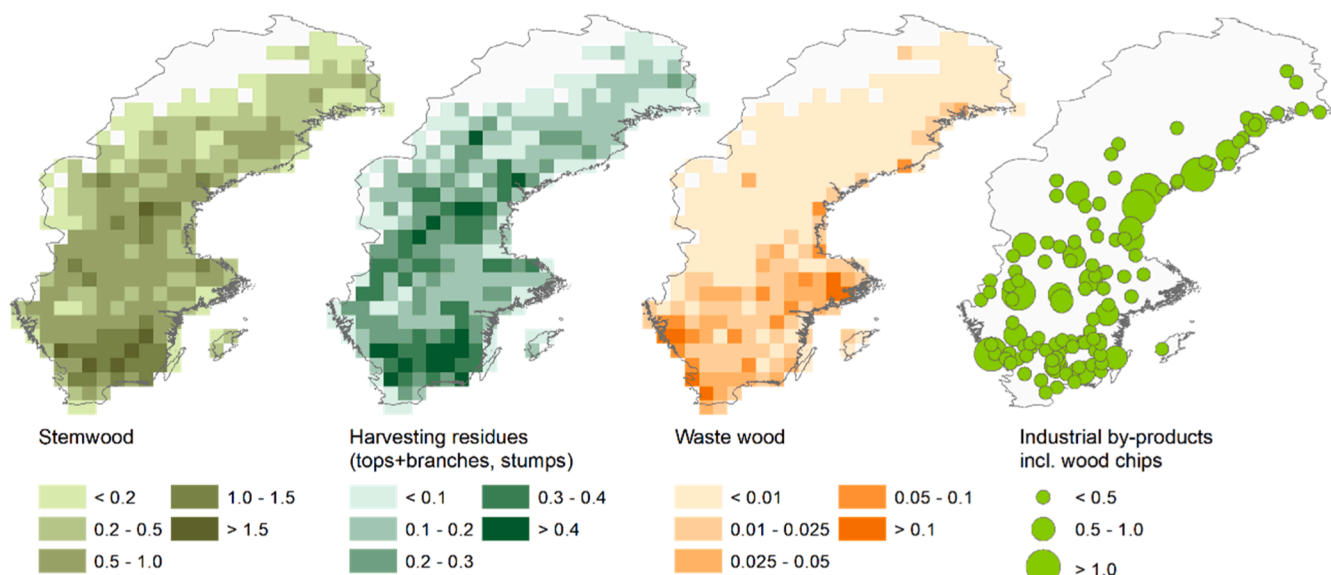 Stemwood
< 0.2
0.2 - 0.5
0.5 - 1.0
1.0 - 1.5
> 1.5
Harvesting residues
(tops+branches, stumps)
< 0.1
0.1 - 0.2
0.2 - 0.3
0.3 - 0.4
> 0.4
Waste wood
< 0.01
0.01 - 0.025
0.025 - 0.05
0.05 - 0.1
> 0.1
Industrial by-products
incl. wood chips
< 0.5
0.5 - 1.0
> 1.0